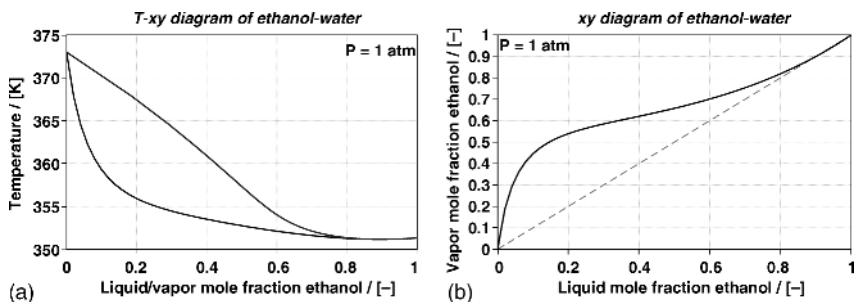 T-xy diagram of ethanol-water
375
370
365
360
355
350
Temperature / [K]
P = 1 atm
0 0.2 0.4 0.6 0.8 1
(a) Liquid/vapor mole fraction ethanol / [–]
xy diagram of ethanol-water
1
0.9
0.8
0.7
0.6
0.5
0.4
0.3
0.2
0.1
0
Vapor mole fraction ethanol / [–]
P = 1 atm
0 0.2 0.4 0.6 0.8 1
(b) Liquid mole fraction ethanol / [–]